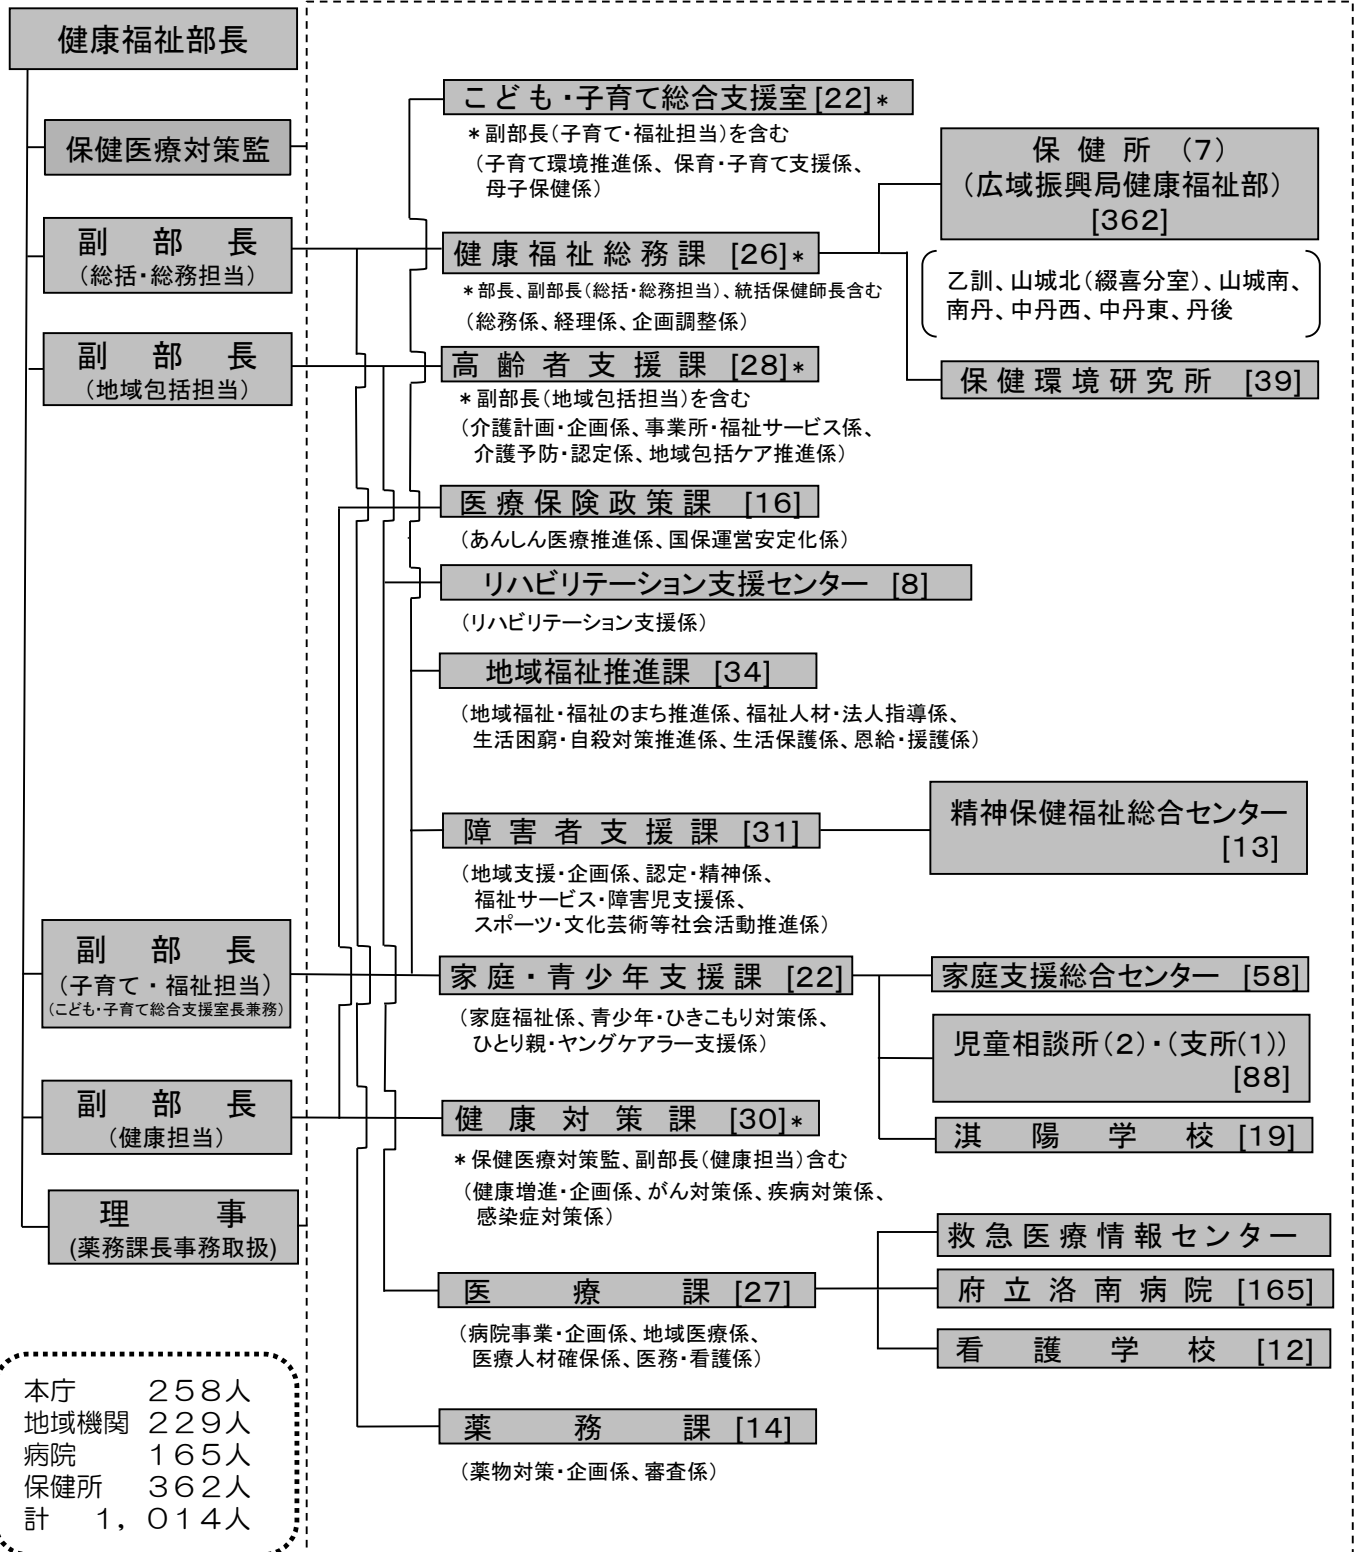 健康福祉部長
保健医療対策監
副部長
(総括・総務担当)
副部長
(地域包括担当)
副部長
(子育て・福祉担当)
(こども・子育て総合支援室長兼務)
副部長
(健康担当)
理事
(薬務課長事務取扱)
本庁 258人
地域機関 229人
病院 165人
保健所 362人
計 1,014人
こども・子育て総合支援室[22]*
*副部長(子育て・福祉担当)を含む
(子育て環境推進係、保育・子育て支援係、
母子保健係)
健康福祉総務課 [26]*
*部長、副部長(総括・総務担当)、統括保健師長含む
(総務係、経理係、企画調整係)
高齢者支援課 [28]*
*副部長(地域包括担当)を含む
(介護計画・企画係、事業所・福祉サービス係、
介護予防・認定係、地域包括ケア推進係)
医療保険政策課 [16]
(あんしん医療推進係、国保運営安定化係)
リハビリテーション支援センター [8]
(リハビリテーション支援係)
地域福祉推進課 [34]
(地域福祉・福祉のまち推進係、福祉人材・法人指導係、
生活困窮・自殺対策推進係、生活保護係、恩給・援護係)
障害者支援課 [31]
(地域支援・企画係、認定・精神係、
福祉サービス・障害児支援係、
スポーツ・文化芸術等社会活動推進係)
家庭・青少年支援課 [22]
(家庭福祉係、青少年・ひきこもり対策係、
ひとり親・ヤングケアラー支援係)
健康対策課 [30]*
*保健医療対策監、副部長(健康担当)含む
(健康増進・企画係、がん対策係、疾病対策係、
感染症対策係)
医療課 [27]
(病院事業・企画係、地域医療係、
医療人材確保係、医務・看護係)
薬務課 [14]
(薬物対策・企画係、審査係)
保健所(7)
(広域振興局健康福祉部)
[362]
乙訓、山城北(綴喜分室)、山城南、
南丹、中丹西、中丹東、丹後
保健環境研究所 [39]
精神保健福祉総合センター
[13]
家庭支援総合センター [58]
児童相談所(2)・(支所(1))
[88]
淇陽学校 [19]
救急医療情報センター
府立洛南病院 [165]
看護学校 [12]